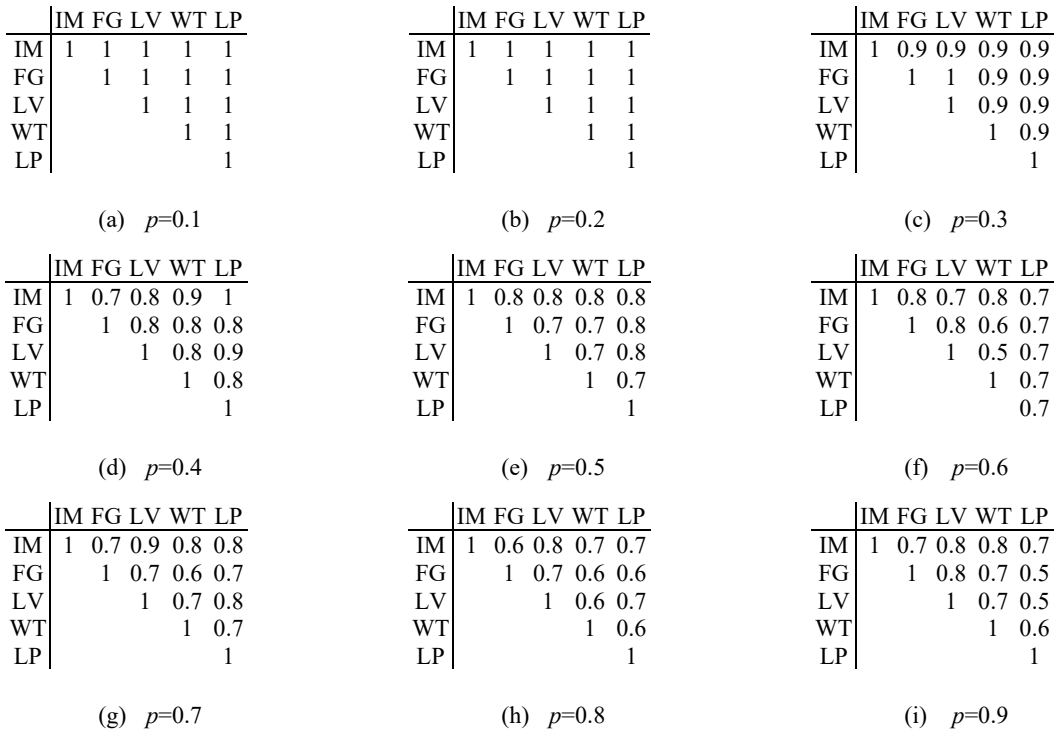 IM FG LV WT LP IM FG LV WT LP IM FG LV WT LP
IM 1 1 1 1 1 IM 1 1 1 1 1 IM 1 0.9 0.9 0.9 0.9
FG 1 1 1 1 FG 1 1 1 1 FG 1 1 0.9 0.9
LV 1 1 1 LV 1 1 1 LV 1 0.9 0.9
WT 1 1 WT 1 1 WT 1 0.9
LP 1 LP 1 LP 1
(a) p=0.1 (b) p=0.2 (c) p=0.3
IM FG LV WT LP IM FG LV WT LP IM FG LV WT LP
IM 1 0.7 0.8 0.9 1 IM 1 0.8 0.8 0.8 0.8 IM 1 0.8 0.7 0.8 0.7
FG 1 0.8 0.8 0.8 FG 1 0.7 0.7 0.8 FG 1 0.8 0.6 0.7
LV 1 0.8 0.9 LV 1 0.7 0.8 LV 1 0.5 0.7
WT 1 0.8 WT 1 0.7 WT 1 0.7
LP 1 LP 1 LP 0.7
(d) p=0.4 (e) p=0.5 (f) p=0.6
IM FG LV WT LP IM FG LV WT LP IM FG LV WT LP
IM 1 0.7 0.9 0.8 0.8 IM 1 0.6 0.8 0.7 0.7 IM 1 0.7 0.8 0.8 0.7
FG 1 0.7 0.6 0.7 FG 1 0.7 0.6 0.6 FG 1 0.8 0.7 0.5
LV 1 0.7 0.8 LV 1 0.6 0.7 LV 1 0.7 0.5
WT 1 0.7 WT 1 0.6 WT 1 0.6
LP 1 LP 1 LP 1
(g) p=0.7 (h) p=0.8 (i) p=0.9